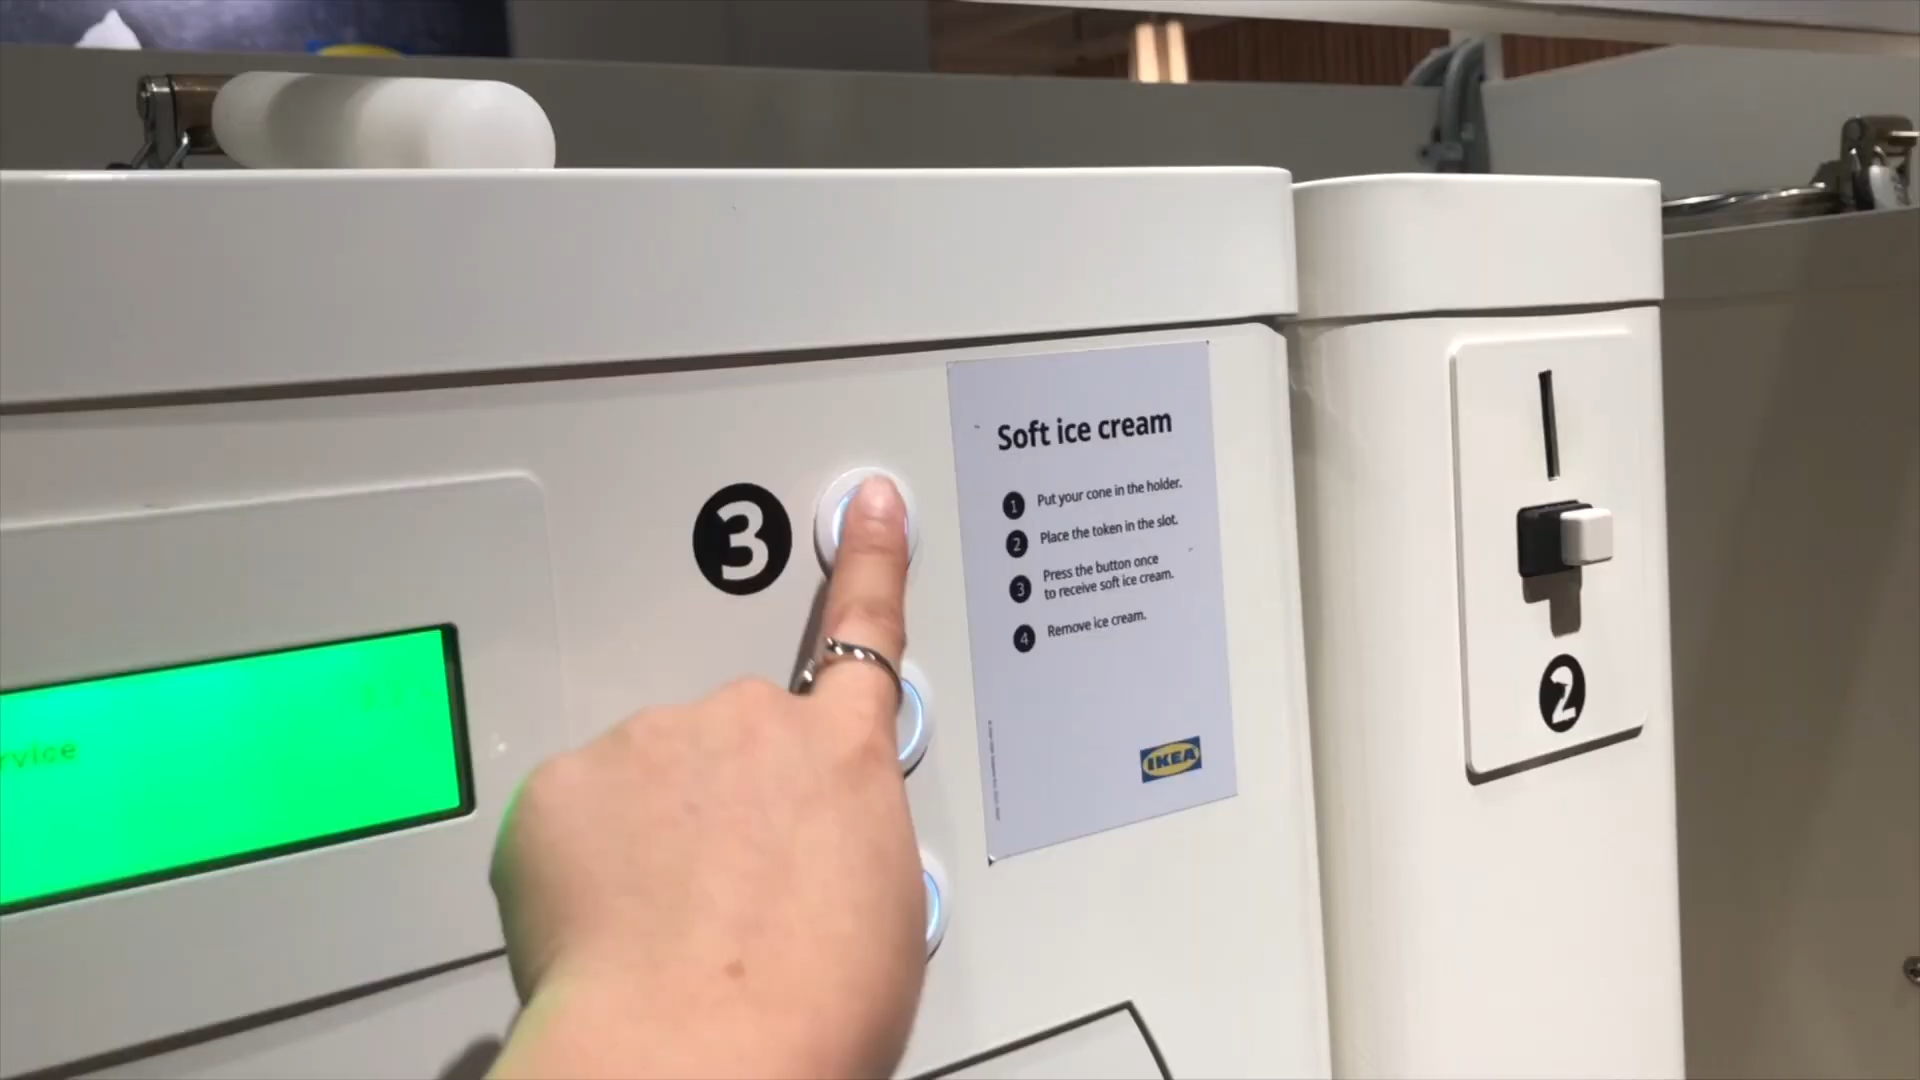 Soft ice cream
1 Put your cone in the holder.
2 Place the token in the slot.
3 Press the button once
to receive soft ice cream.
4 Remove ice cream.
IKEA
3
2
rvice